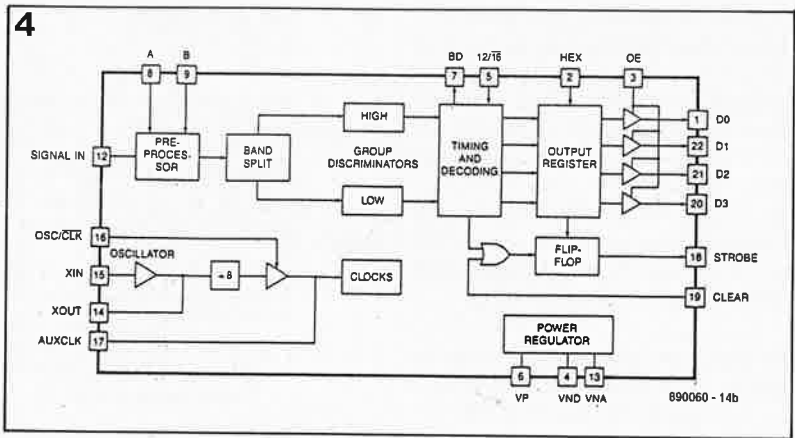 4
A B BD 12/1̅6̅ HEX OE
8 9 7 5 2 3
HIGH
1 D0
SIGNAL IN 12
PRE-
PROCES-
SOR
BAND
SPLIT
GROUP
DISCRIMINATORS
TIMING
AND
DECODING
OUTPUT
REGISTER
22 D1
21 D2
LOW
20 D3
OSC/C̅L̅K̅ 16
OSCILLATOR
FLIP-
FLOP
18 STROBE
XIN 15
÷8
CLOCKS
19 CLEAR
XOUT 14
AUXCLK 17
POWER
REGULATOR
6 4 13
VP VND VNA
890060 - 14b